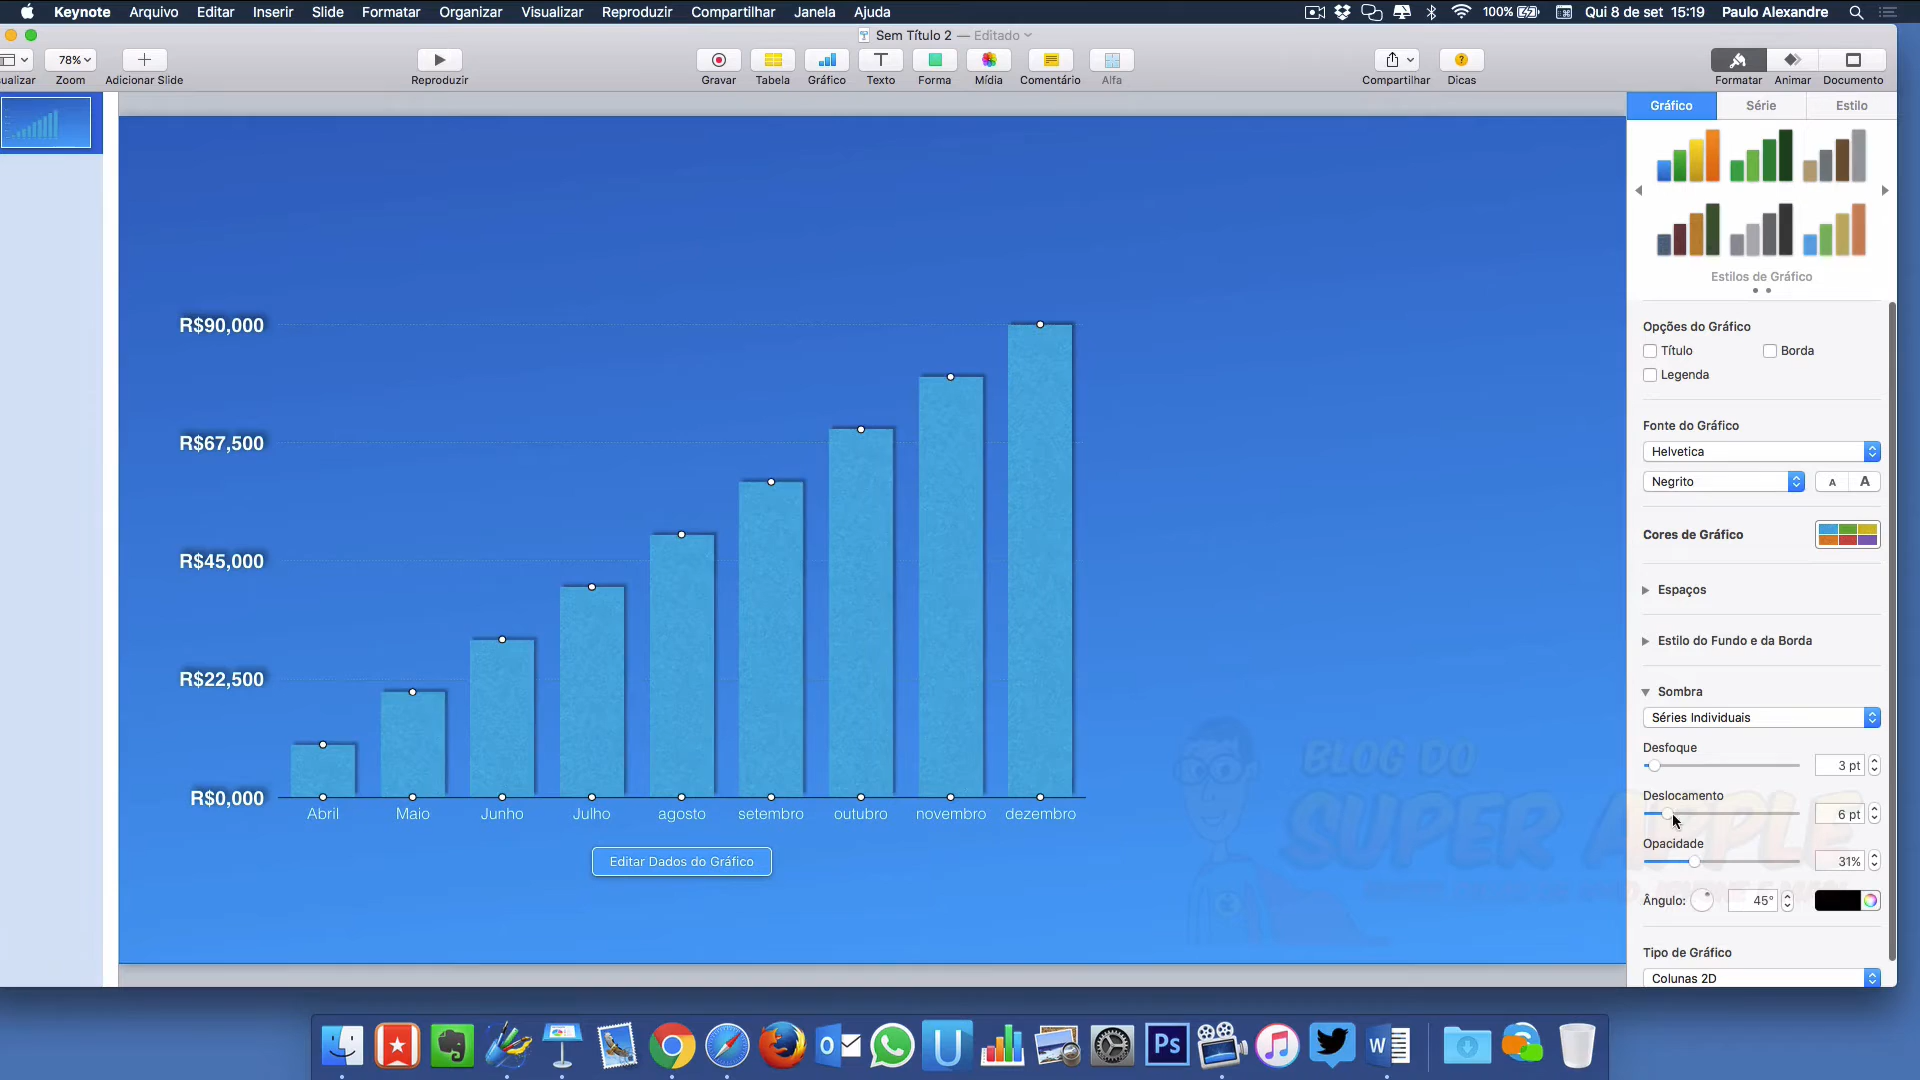 Keynote Arquivo Editar Inserir Slide Formatar Organizar Visualizar Reproduzir Compartilhar Janela Ajuda 100% Qui 8 de set 15:19 Paulo Alexandre
Sem Título 2 — Editado
78%
ualizar Zoom Adicionar Slide Reproduzir Gravar Tabela Gráfico Texto Forma Mídia Comentário Alfa Compartilhar Dicas Formatar Animar Documento
Gráfico Série Estilo
Estilos de Gráfico
Opções do Gráfico
Título Borda
Legenda
Fonte do Gráfico
Helvetica
Negrito A A
Cores de Gráfico
Espaços
Estilo do Fundo e da Borda
Sombra
Séries Individuais
Desfoque
3 pt
Deslocamento
6 pt
Opacidade
31%
Ângulo: 45°
Tipo de Gráfico
Colunas 2D
R$90,000
R$67,500
R$45,000
R$22,500
R$0,000
Abril Maio Junho Julho agosto setembro outubro novembro dezembro
Editar Dados do Gráfico
BLOG DO
SUPER APPLE
Ps
W
U
O